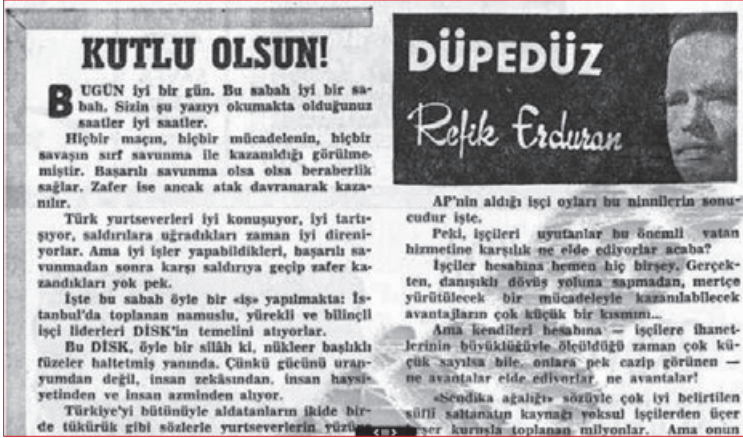 KUTLU OLSUN!
BUGÜN iyi bir gün. Bu sabah iyi bir sa-
bah. Sizin şu yazıyı okumakta olduğunuz
saatler iyi saatler.
Hiçbir maçın, hiçbir mücadelenin, hiçbir
savaşın sırf savunma ile kazanıldığı görülme-
miştir. Başarılı savunma olsa olsa beraberlik
sağlar. Zafer ise ancak atak davranarak kaza-
nılır.
Türk yurtseverleri iyi konuşuyor, iyi tartı-
şıyor, saldırılara uğradıkları zaman iyi direni-
yorlar. Ama iyi işler yapabildikleri, başarılı sa-
vunmadan sonra karşı saldırıya geçip zafer ka-
zandıkları yok pek.
İşte bu sabah öyle bir «iş» yapılmakta: İs-
tanbul'da toplanan namuslu, yürekli ve bilinçli
işçi liderleri DİSK'in temelini atıyorlar.
Bu DİSK, öyle bir silâh ki, nükleer başlıklı
füzeler haltetmiş yanında. Çünkü gücünü uran-
yumdan değil, insan zekâsından, insan haysi-
yetinden ve insan azminden alıyor.
Türkiye'yi bütünüyle aldatanların ikide bir-
de tükürük gibi sözlerle yurtseverlerin yüzüne
DÜPEDÜZ
Refik Erduran
AP'nin aldığı işçi oyları bu ninnilerin sonu-
cudur işte.
Peki, işçileri uyutanlar bu önemli vatan
hizmetine karşılık ne elde ediyorlar acaba?
İşçiler hesabına hemen hiç birşey. Gerçek-
ten, danışıklı dövüş yoluna sapmadan, mertçe
yürütülecek bir mücadeleyle kazanılabilecek
avantajların çok küçük bir kısmını...
Ama kendileri hesabına — işçilere ihanet-
lerinin büyüklüğüyle ölçüldüğü zaman çok kü-
çük sayılsa bile, onlara pek cazip görünen —
ne avantalar elde ediyorlar, ne avantalar!
«Sendika ağalığı» sözüyle çok iyi belirtilen
süflî saltanatın kaynağı yoksul işçilerden üçer
beşer kuruşla toplanan milyonlar. Ama onun